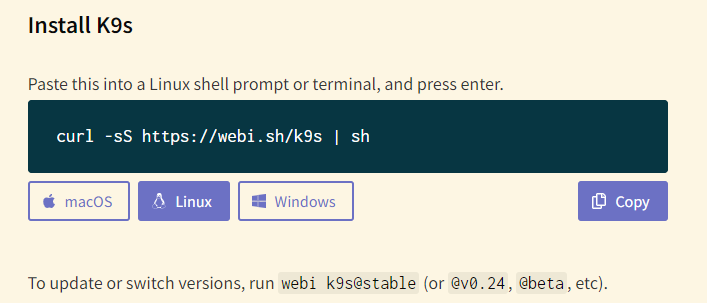 Install K9s
Paste this into a Linux shell prompt or terminal, and press enter.
curl -sS https://webi.sh/k9s | sh
macOS Linux Windows Copy
To update or switch versions, run webi k9s@stable (or @v0.24, @beta, etc).